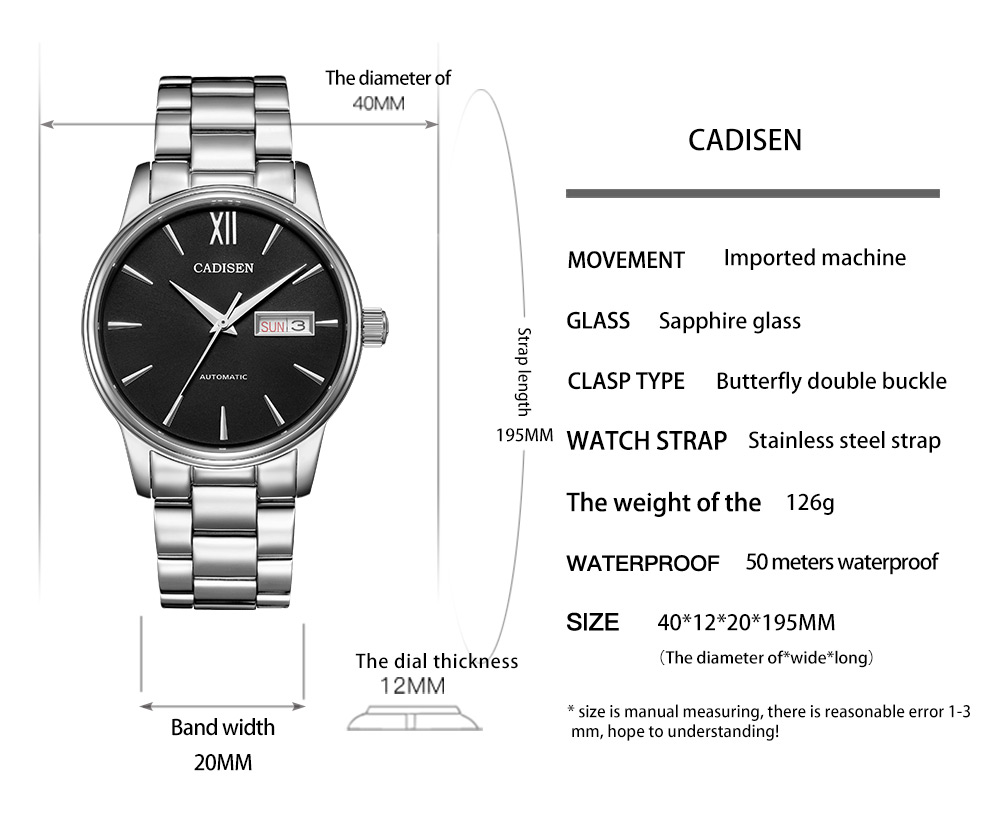 The diameter of
40MM
XII
CADISEN
SUN 3
AUTOMATIC
Strap length
195MM
The dial thickness
12MM
Band width
20MM
CADISEN
MOVEMENT Imported machine
GLASS Sapphire glass
CLASP TYPE Butterfly double buckle
WATCH STRAP Stainless steel strap
The weight of the 126g
WATERPROOF 50 meters waterproof
SIZE 40*12*20*195MM
(The diameter of*wide*long)
* size is manual measuring, there is reasonable error 1-3
mm, hope to understanding!